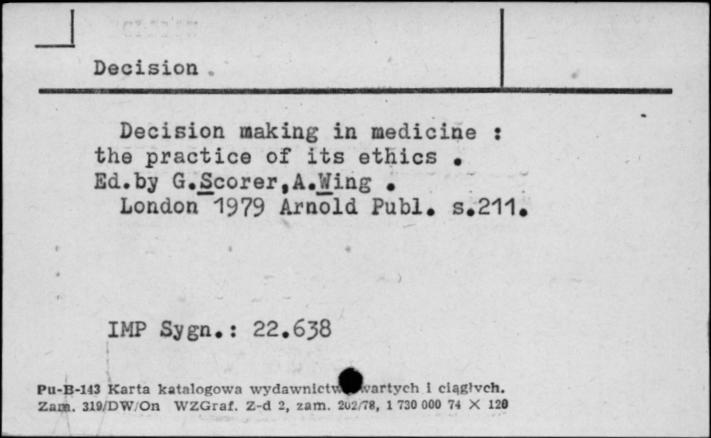 Decision .
Decision making in medicine :
the practice of its ethics .
Ed.by G.Scorer,A.Wing .
London 1979 Arnold Publ. s.211.
IMP Sygn.: 22.638
Pu-B-143 Karta katalogowa wydawnictw zwartych i ciągłych.
Zam. 319/DW/On WZGraf. Z-d 2, zam. 202/78, 1 730 000 74 X 120